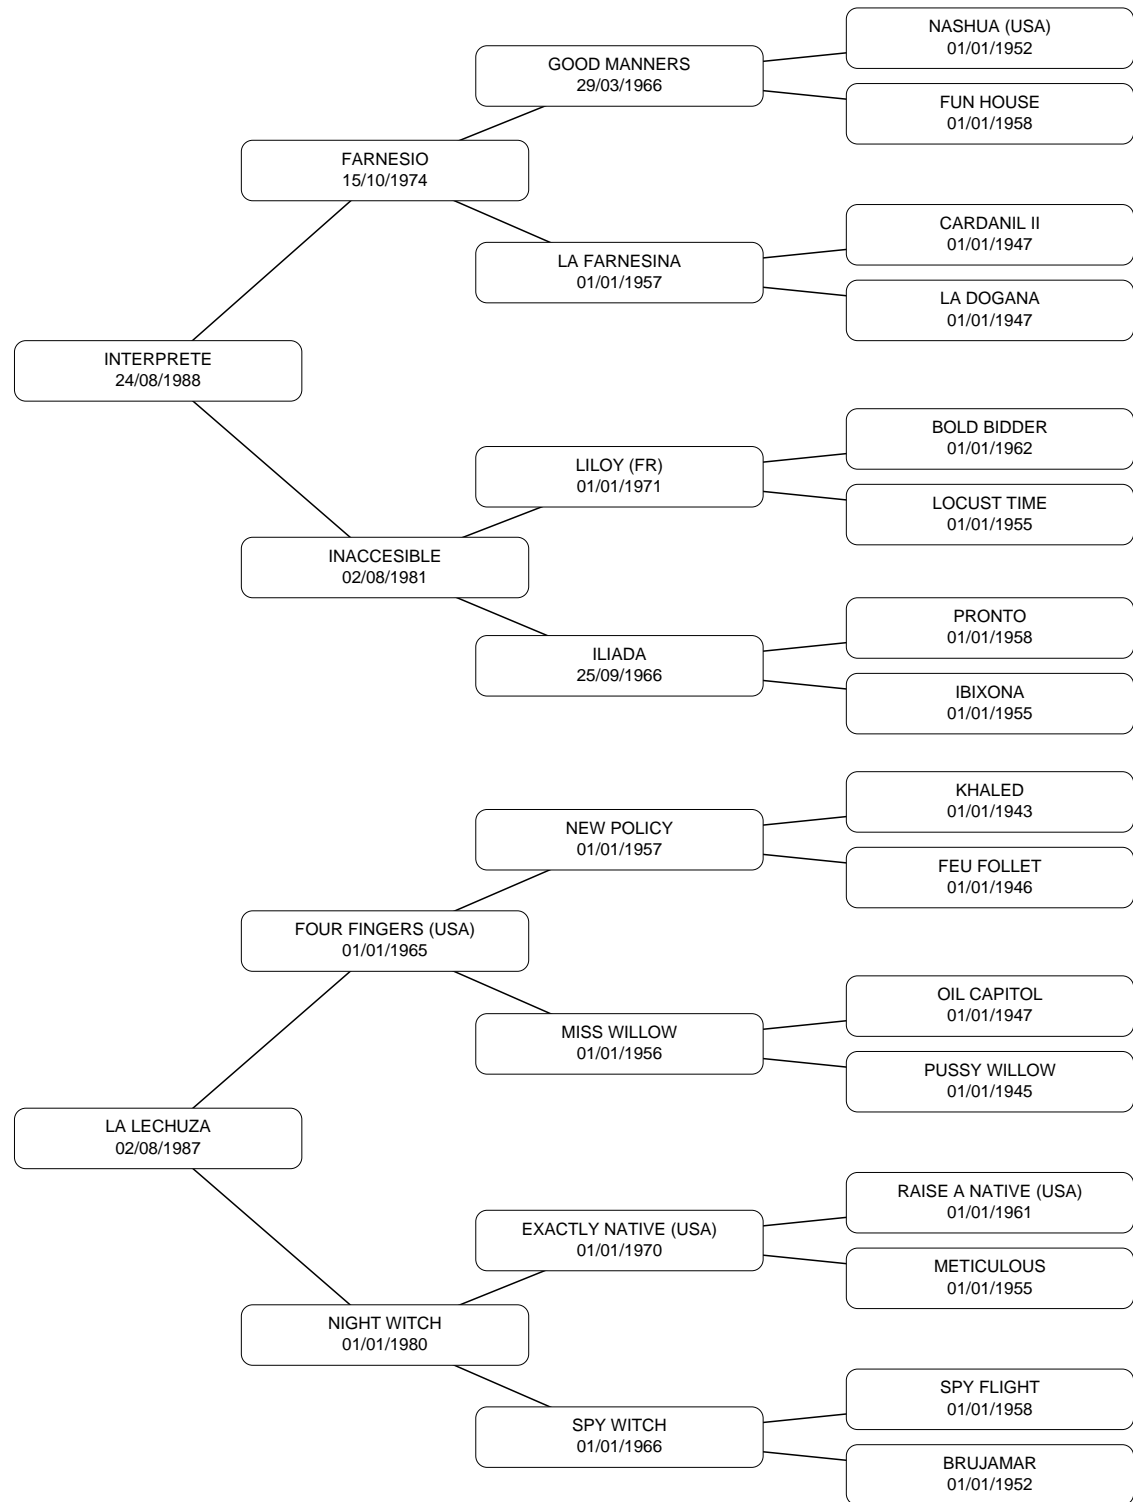 NASHUA (USA)
01/01/1952
GOOD MANNERS
29/03/1966
FUN HOUSE
01/01/1958
FARNESIO
15/10/1974
CARDANIL II
01/01/1947
LA FARNESINA
01/01/1957
LA DOGANA
01/01/1947
INTERPRETE
24/08/1988
BOLD BIDDER
01/01/1962
LILOY (FR)
01/01/1971
LOCUST TIME
01/01/1955
INACCESIBLE
02/08/1981
PRONTO
01/01/1958
ILIADA
25/09/1966
IBIXONA
01/01/1955
KHALED
01/01/1943
NEW POLICY
01/01/1957
FEU FOLLET
01/01/1946
FOUR FINGERS (USA)
01/01/1965
OIL CAPITOL
01/01/1947
MISS WILLOW
01/01/1956
PUSSY WILLOW
01/01/1945
LA LECHUZA
02/08/1987
RAISE A NATIVE (USA)
01/01/1961
EXACTLY NATIVE (USA)
01/01/1970
METICULOUS
01/01/1955
NIGHT WITCH
01/01/1980
SPY FLIGHT
01/01/1958
SPY WITCH
01/01/1966
BRUJAMAR
01/01/1952